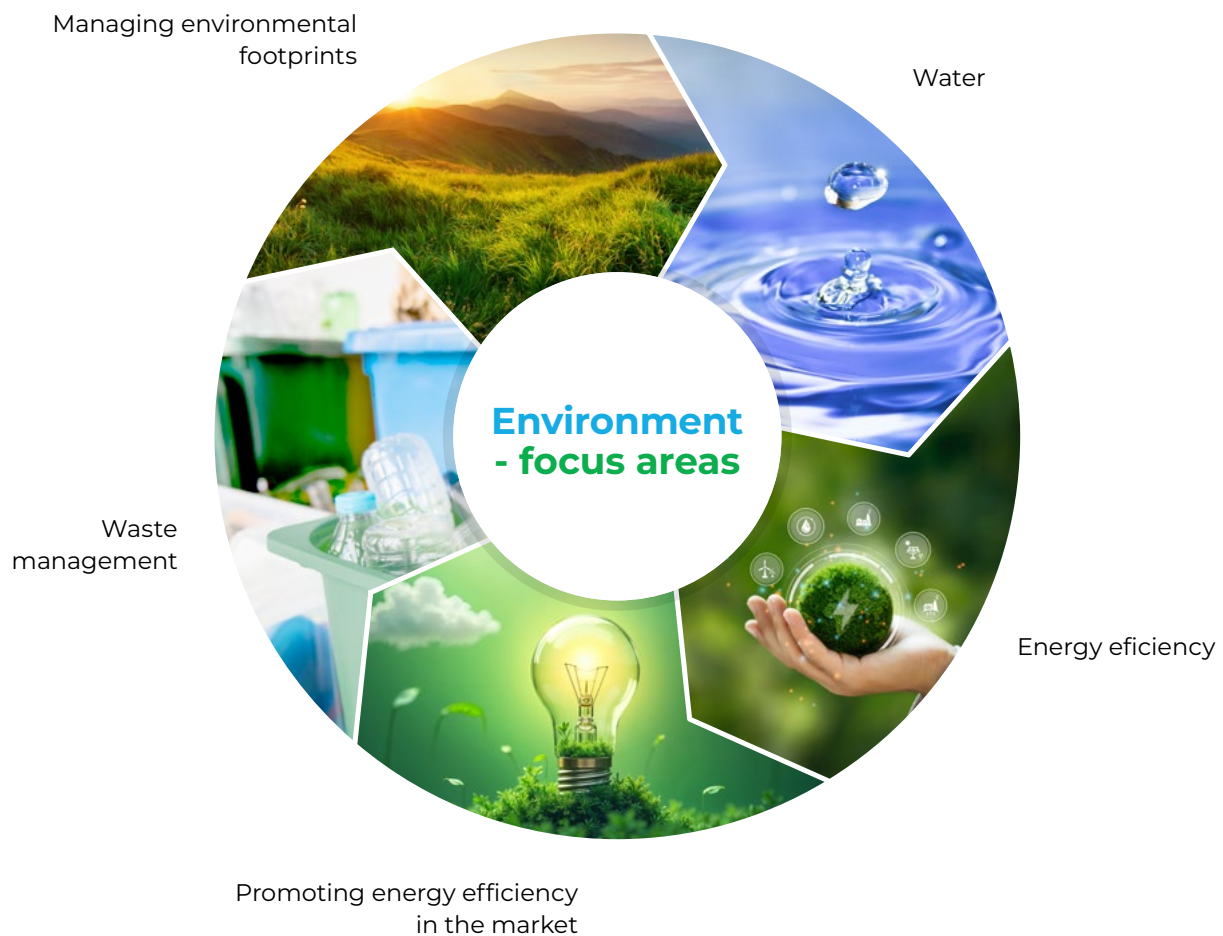 Managing environmental
footprints
Water
Environment
- focus areas
Waste
management
Energy eficiency
Promoting energy efficiency
in the market